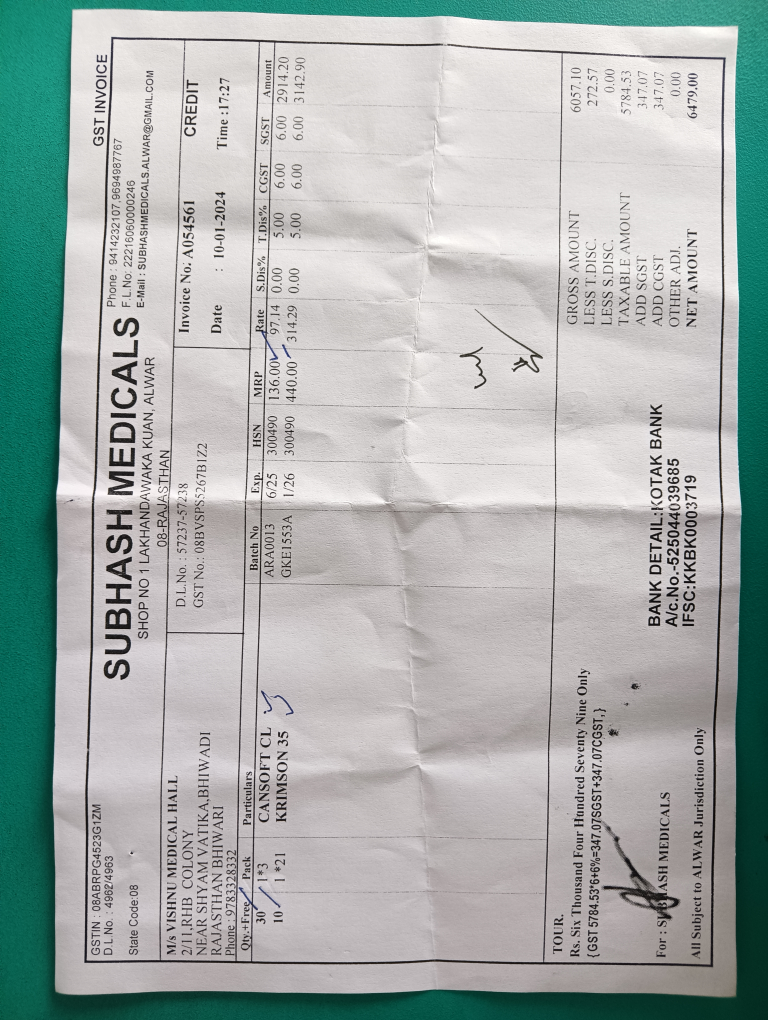 GSTIN : 08ABRPG4523G1ZM
D.L.No. : 4962/4963
State Code:08
GST INVOICE
SUBHASH MEDICALS
SHOP NO 1 LAKHANDAWAKA KUAN, ALWAR
08-RAJASTHAN
Phone : 9414232107,9694987767
F.L.No: 22216060000246
E-Mail : SUBHASHMEDICALS.ALWAR@GMAIL.COM
M/s VISHNU MEDICAL HALL
2/11,RHB COLONY
NEAR SHYAM VATIKA,BHIWADI
RAJASTHAN BHIWARI
Phone : 9783328332
D.L.No. : 57237-57238
GST No.: 08BVSPS5267B1Z2
Invoice No: A054561 CREDIT
Date : 10-01-2024 Time :17:27
Qty.+Free Pack Particulars Batch No Exp. HSN MRP Rate S.Dis% T.Dis% CGST SGST Amount
30 1*3 CANSOFT CL ARA0013 6/25 300490 136.00 97.14 0.00 5.00 6.00 6.00 2914.20
10 1*21 KRIMSON 35 GKE1553A 1/26 300490 440.00 314.29 0.00 5.00 6.00 6.00 3142.90
TOUR.
Rs. Six Thousand Four Hundred Seventy Nine Only
{GST 5784.53*6+6%=347.07SGST+347.07CGST,}
For : SUBHASH MEDICALS
All Subject to ALWAR Jurisdiction Only
BANK DETAIL:KOTAK BANK
A/c.No.-525044039685
IFSC:KKBK0003719
GROSS AMOUNT 6057.10
LESS T.DISC. 272.57
LESS S.DISC. 0.00
TAXABLE AMOUNT 5784.53
ADD SGST 347.07
ADD CGST 347.07
OTHER ADJ. 0.00
NET AMOUNT 6479.00